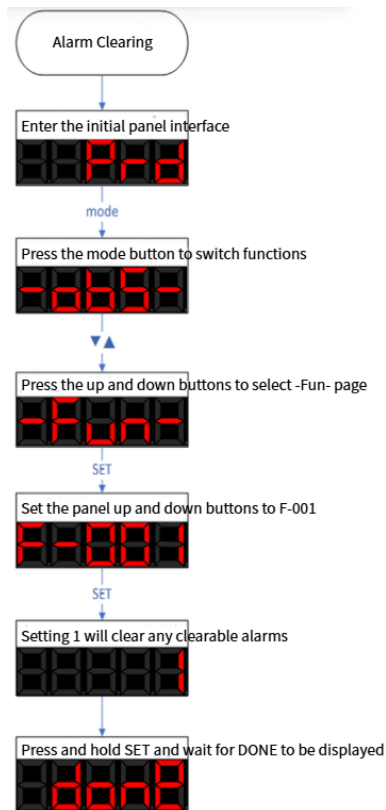 Alarm Clearing
Enter the initial panel interface
Prd
mode
Press the mode button to switch functions
-obS-
▼▲
Press the up and down buttons to select -Fun- page
-Fun-
SET
Set the panel up and down buttons to F-001
F-001
SET
Setting 1 will clear any clearable alarms
1
Press and hold SET and wait for DONE to be displayed
donE